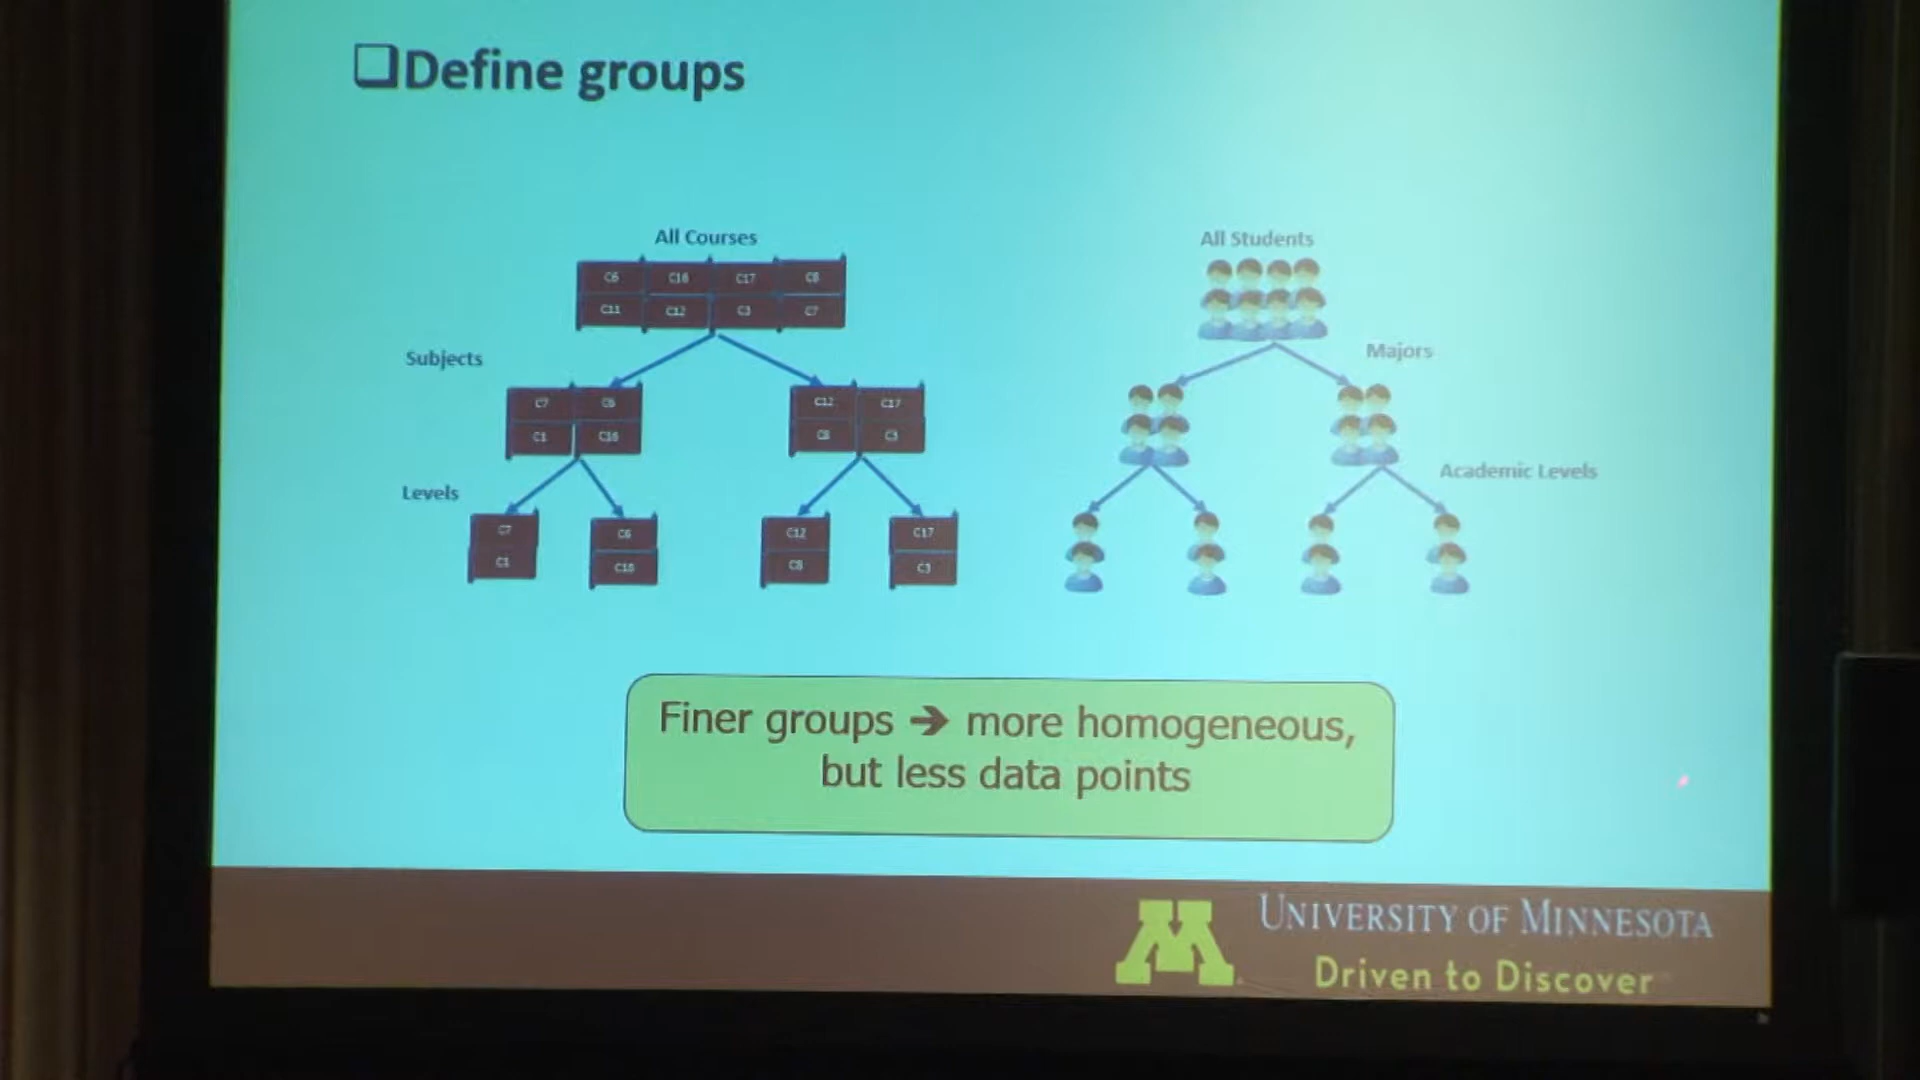 Define groups
All Courses
C6 C16 C17 C8
C11 C12 C3 C7
Subjects
C7 C6
C1 C16
C12 C17
C8 C3
Levels
C7
C1
C6
C16
C12
C8
C17
C3
All Students
Majors
Academic Levels
Finer groups ➔ more homogeneous,
but less data points
M
UNIVERSITY OF MINNESOTA
Driven to Discover